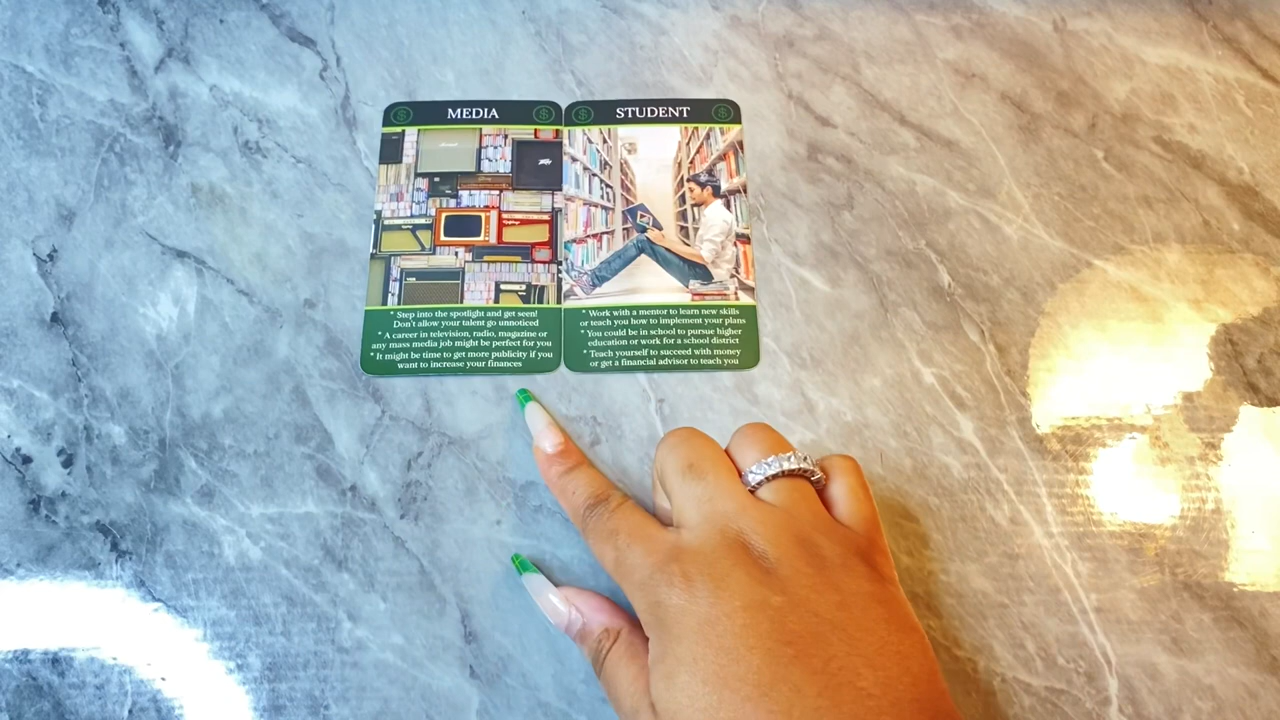 MEDIA
* Step into the spotlight and get seen!
Don't allow your talent go unnoticed
* A career in television, radio, magazine or
any mass media job might be perfect for you
* It might be time to get more publicity if you
want to increase your finances
STUDENT
* Work with a mentor to learn new skills
or teach you how to implement your plans
* You could be in school to pursue higher
education or work for a school district
* Teach yourself to succeed with money
or get a financial advisor to teach you